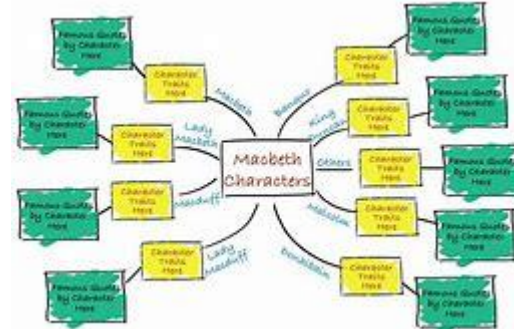 Famous Quotes
by Character
Here
Character
Traits
Here
Macbeth
Famous Quotes
by Character
Here
Character
Traits
Here
Lady
Macbeth
Famous Quotes
by Character
Here
Character
Traits
Here
Macduff
Famous Quotes
by Character
Here
Character
Traits
Here
Lady
Macduff
Macbeth
Characters
Banquo
Character
Traits
Here
Famous Quotes
by Character
Here
King
Duncan
Character
Traits
Here
Famous Quotes
by Character
Here
Others
Character
Traits
Here
Famous Quotes
by Character
Here
Malcolm
Character
Traits
Here
Famous Quotes
by Character
Here
Donalbain
Character
Traits
Here
Famous Quotes
by Character
Here